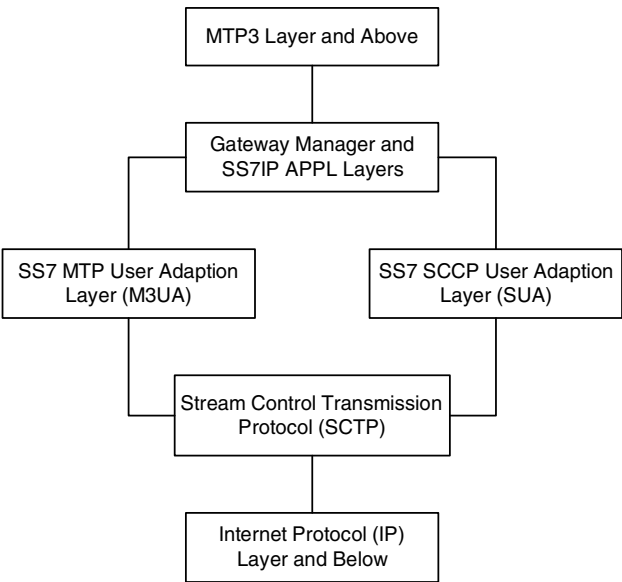 MTP3 Layer and Above
Gateway Manager and
SS7IP APPL Layers
SS7 MTP User Adaption
Layer (M3UA)
SS7 SCCP User Adaption
Layer (SUA)
Stream Control Transmission
Protocol (SCTP)
Internet Protocol (IP)
Layer and Below